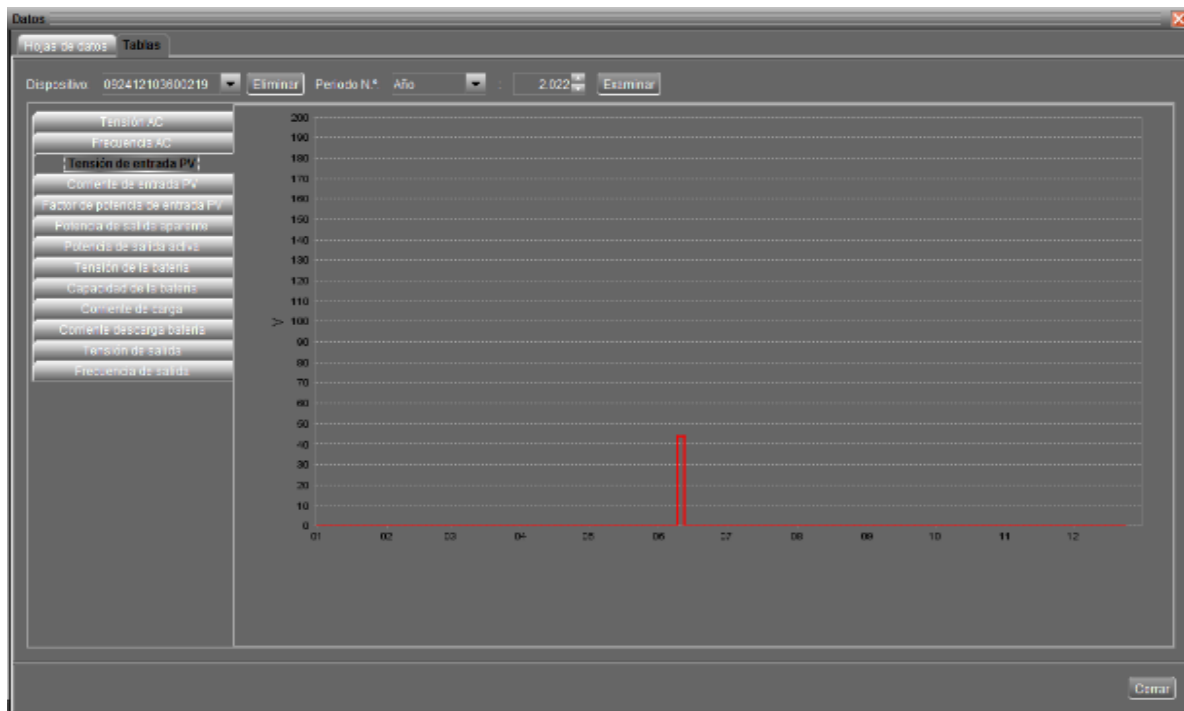 Datos
Hojas de datos Tablas
Dispositivo: 092412103600219 Eliminar Periodo N.º Año : 2.022 Examinar
Tensión AC
Frecuencia AC
Tensión de entrada PV
Corriente de entrada PV
Factor de potencia de entrada PV
Potencia de salida aparente
Potencia de salida activa
Tensión de la batería
Capacidad de la batería
Corriente de carga
Corriente descarga batería
Tensión de salida
Frecuencia de salida
200
190
180
170
160
150
140
130
120
110
V 100
90
80
70
60
50
40
30
20
10
0
01 02 03 04 05 06 07 08 09 10 11 12
Cerrar